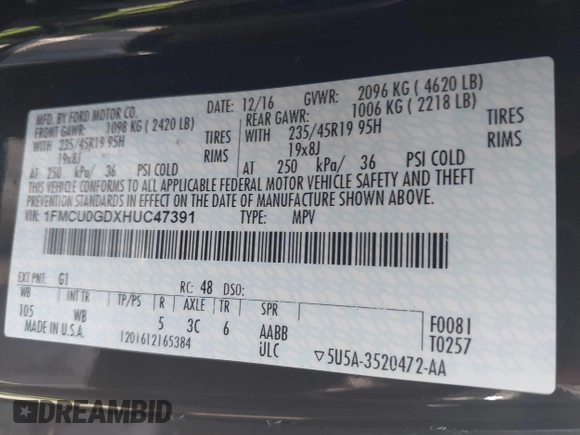 MFD. BY FORD MOTOR CO.
DATE: 12/16 GVWR: 2096 KG ( 4620 LB)
FRONT GAWR: 1098 KG ( 2420 LB)
REAR GAWR: 1006 KG ( 2218 LB)
WITH 235/45R19 95H TIRES
WITH 235/45R19 95H TIRES
19x8J RIMS
19x8J RIMS
AT 250 kPa/ 36 PSI COLD
AT 250 kPa/ 36 PSI COLD
THIS VEHICLE CONFORMS TO ALL APPLICABLE FEDERAL MOTOR VEHICLE SAFETY AND THEFT
PREVENTION STANDARDS IN EFFECT ON THE DATE OF MANUFACTURE SHOWN ABOVE.
VIN: 1FMCU0GDXHUC47391 TYPE: MPV
EXT PNT: G1 RC: 48 DSO:
WB INT TR TP/PS R AXLE TR SPR
105 WB 5 3C 6 AABB
F0081
T0257
MADE IN U.S.A. 1201612165384 ULC ▽5U5A-3520472-AA
DREAMBID